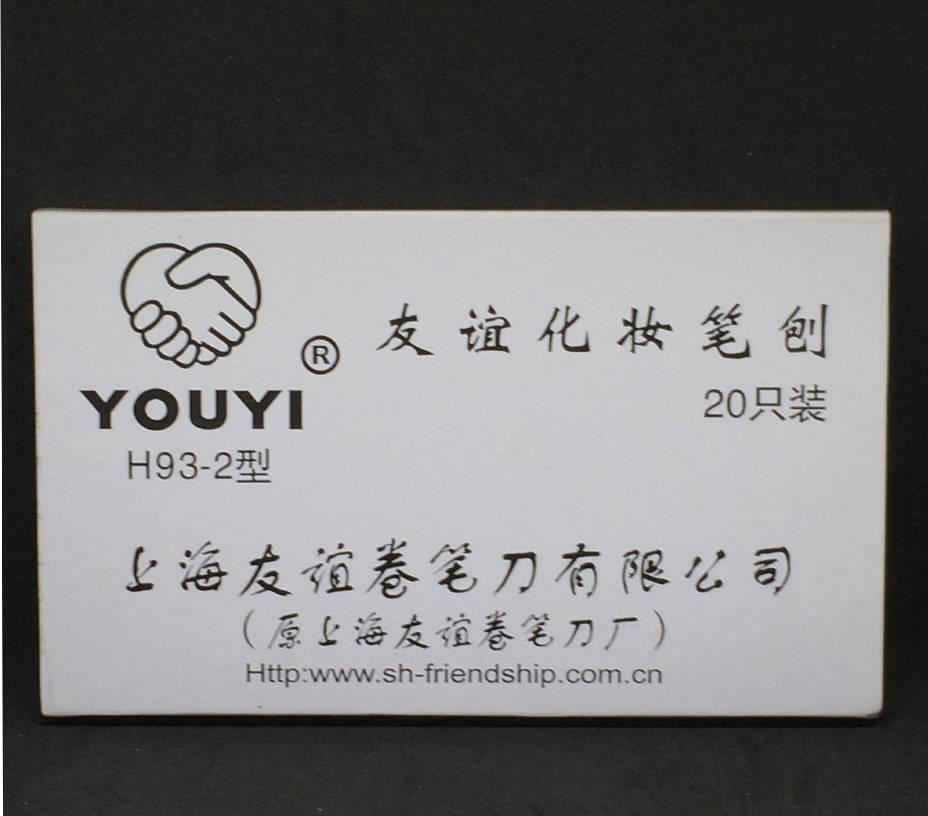 友谊化妆笔刨
®
YOUYI
20只装
H93-2型
上海友谊卷笔刀有限公司
(原上海友谊卷笔刀厂)
Http:www.sh-friendship.com.cn